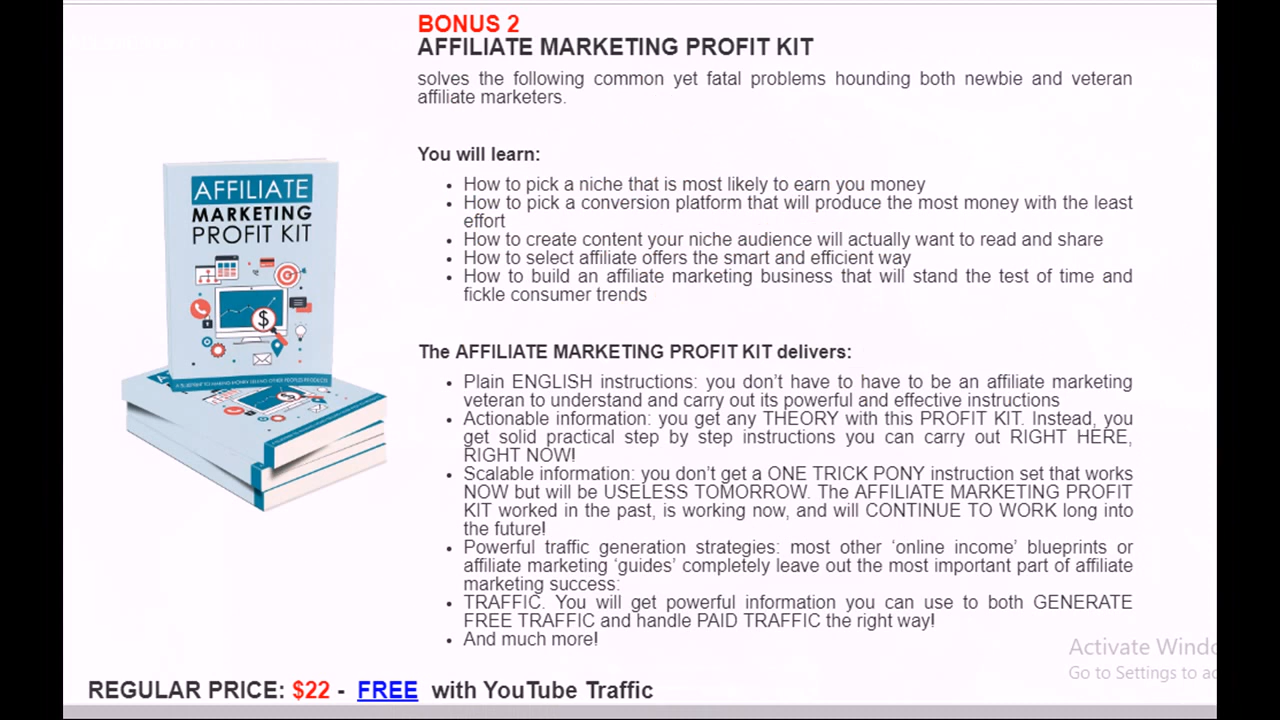 BONUS 2
AFFILIATE MARKETING PROFIT KIT
solves the following common yet fatal problems hounding both newbie and veteran
affiliate marketers.
You will learn:
• How to pick a niche that is most likely to earn you money
• How to pick a conversion platform that will produce the most money with the least
effort
• How to create content your niche audience will actually want to read and share
• How to select affiliate offers the smart and efficient way
• How to build an affiliate marketing business that will stand the test of time and
fickle consumer trends
AFFILIATE
MARKETING
PROFIT KIT
$
The AFFILIATE MARKETING PROFIT KIT delivers:
• Plain ENGLISH instructions: you don't have to have to be an affiliate marketing
veteran to understand and carry out its powerful and effective instructions
• Actionable information: you get any THEORY with this PROFIT KIT. Instead, you
get solid practical step by step instructions you can carry out RIGHT HERE,
RIGHT NOW!
• Scalable information: you don't get a ONE TRICK PONY instruction set that works
NOW but will be USELESS TOMORROW. The AFFILIATE MARKETING PROFIT
KIT worked in the past, is working now, and will CONTINUE TO WORK long into
the future!
• Powerful traffic generation strategies: most other ‘online income’ blueprints or
affiliate marketing ‘guides’ completely leave out the most important part of affiliate
marketing success:
• TRAFFIC. You will get powerful information you can use to both GENERATE
FREE TRAFFIC and handle PAID TRAFFIC the right way!
• And much more!
REGULAR PRICE: $22 - FREE with YouTube Traffic
Activate Windo
Go to Settings to ac